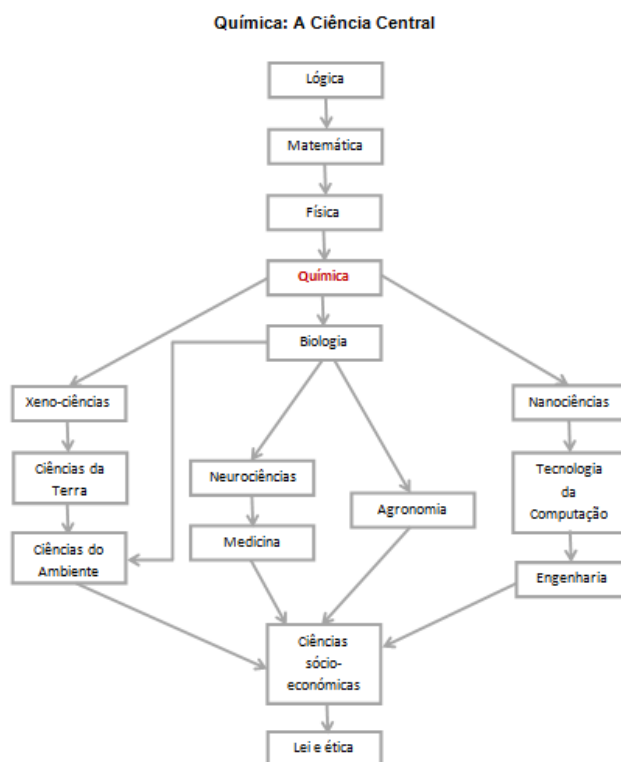 Química: A Ciência Central
Lógica
Matemática
Física
Química
Biologia
Xeno-ciências
Nanociências
Ciências da
Terra
Neurociências
Tecnologia
da
Computação
Agronomia
Ciências do
Ambiente
Medicina
Engenharia
Ciências
sócio-
económicas
Lei e ética